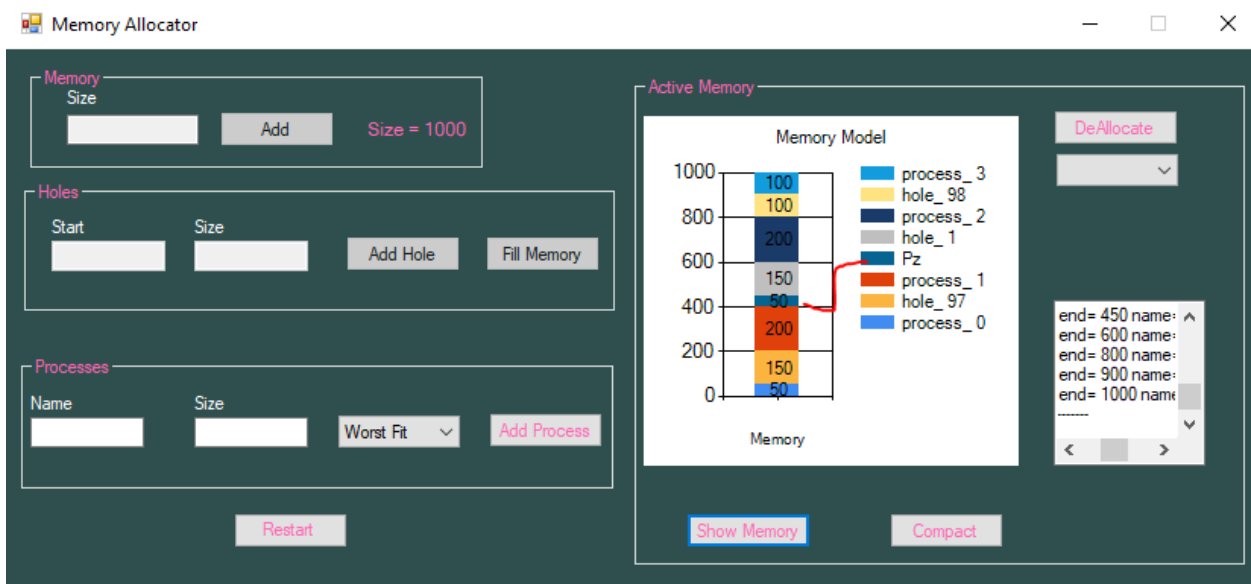 Memory Allocator
Memory
Size
Add
Size = 1000
Holes
Start
Size
Add Hole
Fill Memory
Processes
Name
Size
Worst Fit
Add Process
Restart
Active Memory
Memory Model
1000
800
600
400
200
0
100
100
200
150
50
200
150
50
Memory
process_ 3
hole_ 98
process_ 2
hole_ 1
Pz
process_ 1
hole_ 97
process_ 0
DeAllocate
end= 450 name=
end= 600 name=
end= 800 name=
end= 900 name=
end= 1000 name
-------
Show Memory
Compact